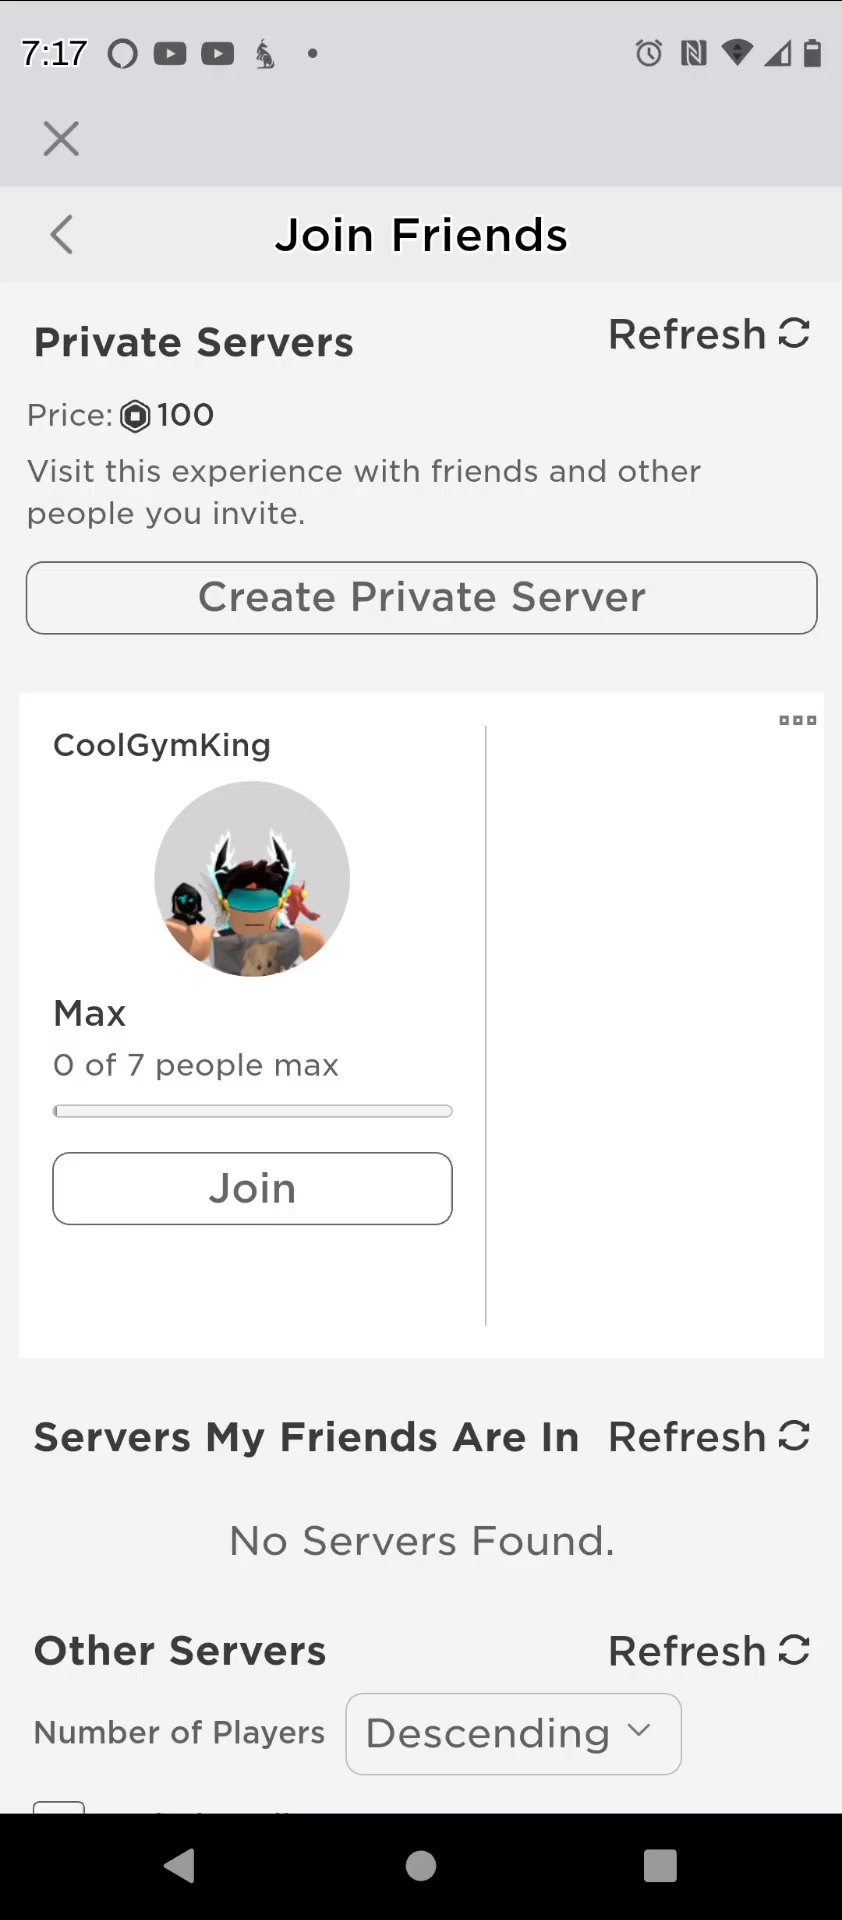 7:17
Join Friends
Private Servers
Refresh
Price: 100
Visit this experience with friends and other
people you invite.
Create Private Server
CoolGymKing
Max
0 of 7 people max
Join
Servers My Friends Are In
Refresh
No Servers Found.
Other Servers
Refresh
Number of Players
Descending